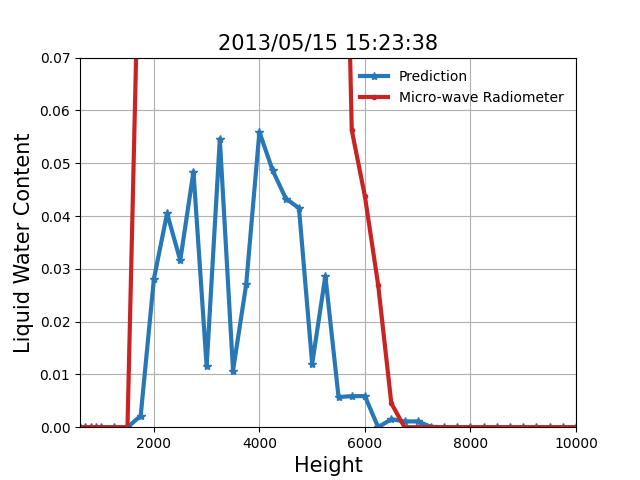 2013/05/15 15:23:38
Prediction
Micro-wave Radiometer
Liquid Water Content
0.07
0.06
0.05
0.04
0.03
0.02
0.01
0.00
2000 4000 6000 8000 10000
Height